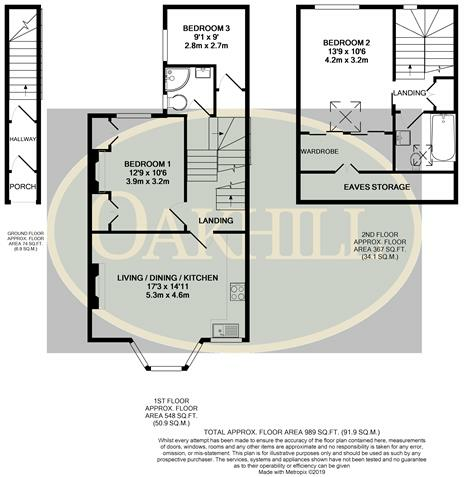 HALLWAY
PORCH
GROUND FLOOR
APPROX. FLOOR
AREA 74 SQ.FT.
(6.9 SQ.M.)
BEDROOM 3
9'1 x 9'
2.8m x 2.7m
BEDROOM 1
12'9 x 10'6
3.9m x 3.2m
LANDING
LIVING / DINING / KITCHEN
17'3 x 14'11
5.3m x 4.6m
1ST FLOOR
APPROX. FLOOR
AREA 548 SQ.FT.
(50.9 SQ.M.)
BEDROOM 2
13'9 x 10'6
4.2m x 3.2m
LANDING
WARDROBE
EAVES STORAGE
2ND FLOOR
APPROX. FLOOR
AREA 367 SQ.FT.
(34.1 SQ.M.)
OAKHILL
TOTAL APPROX. FLOOR AREA 989 SQ.FT. (91.9 SQ.M.)
Whilst every attempt has been made to ensure the accuracy of the floor plan contained here, measurements
of doors, windows, rooms and any other items are approximate and no responsibility is taken for any error,
omission, or mis-statement. This plan is for illustrative purposes only and should be used as such by any
prospective purchaser. The services, systems and appliances shown have not been tested and no guarantee
as to their operability or efficiency can be given
Made with Metropix ©2019